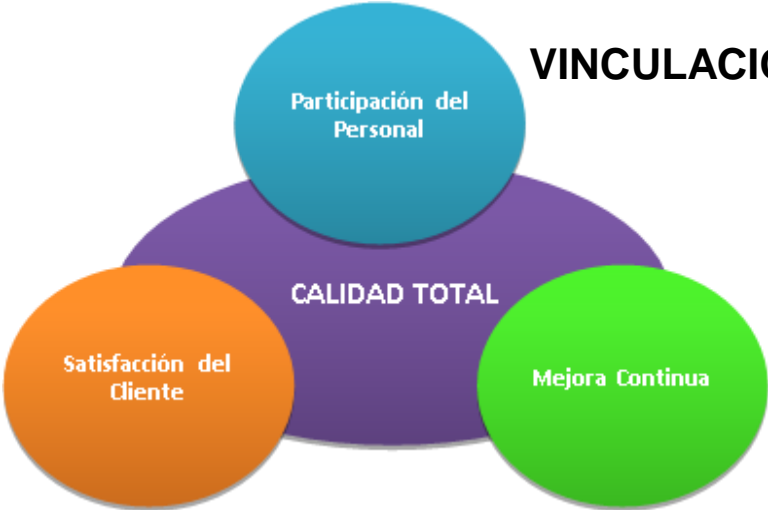 VINCULACIO
Participación del
Personal
CALIDAD TOTAL
Satisfacción del
Cliente
Mejora Continua